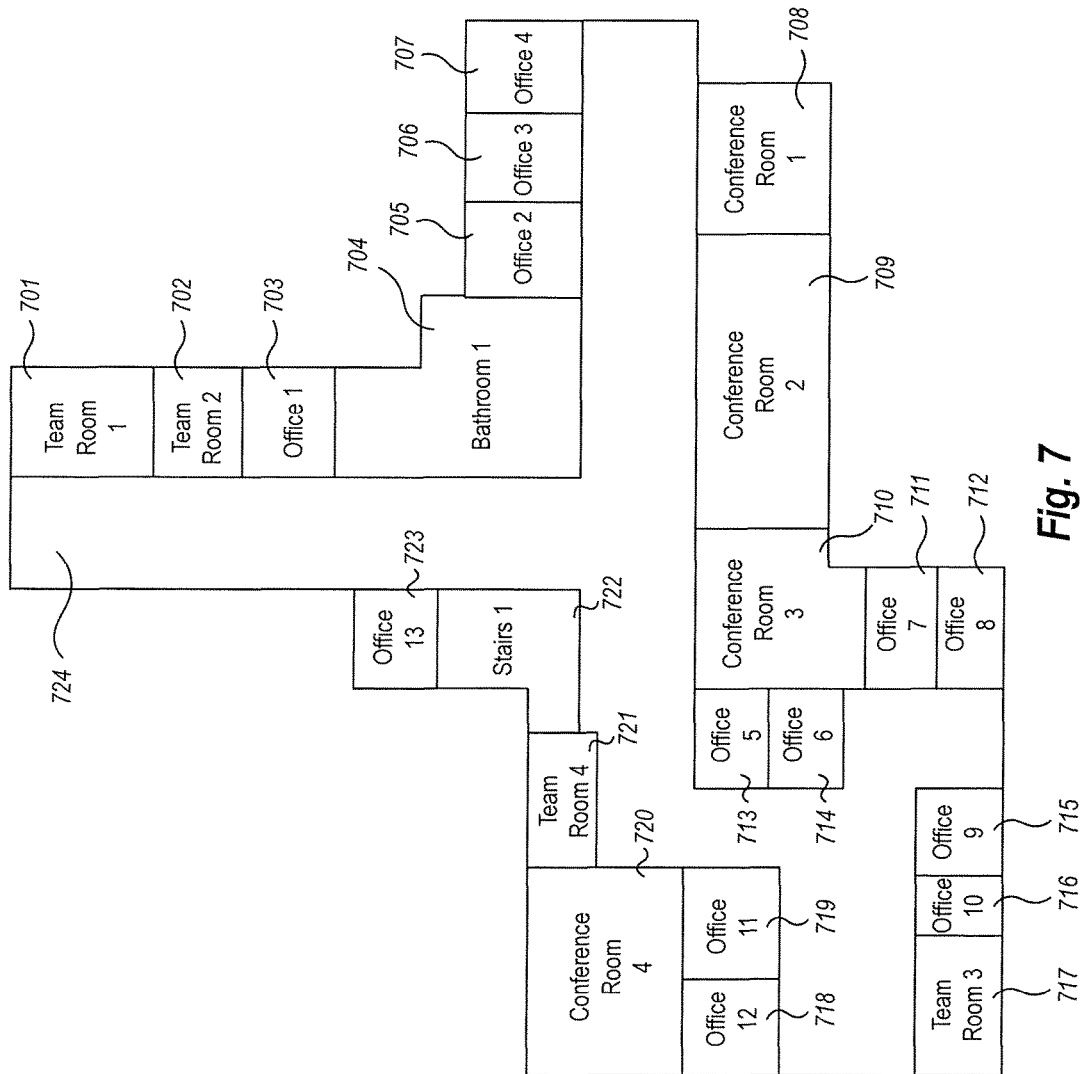 701
Team
Room
1
702
Team
Room 2
703
Office 1
704
Bathroom 1
705
Office 2
706
Office 3
707
Office 4
708
Conference
Room
1
709
Conference
Room
2
710
Conference
Room
3
711
Office
7
712
Office
8
713
Office
5
714
Office
6
715
Office
9
716
Office
10
717
Team
Room 3
718
Office
12
719
Office
11
720
Conference
Room
4
721
Team
Room 4
722
Stairs 1
723
Office
13
724
Fig. 7